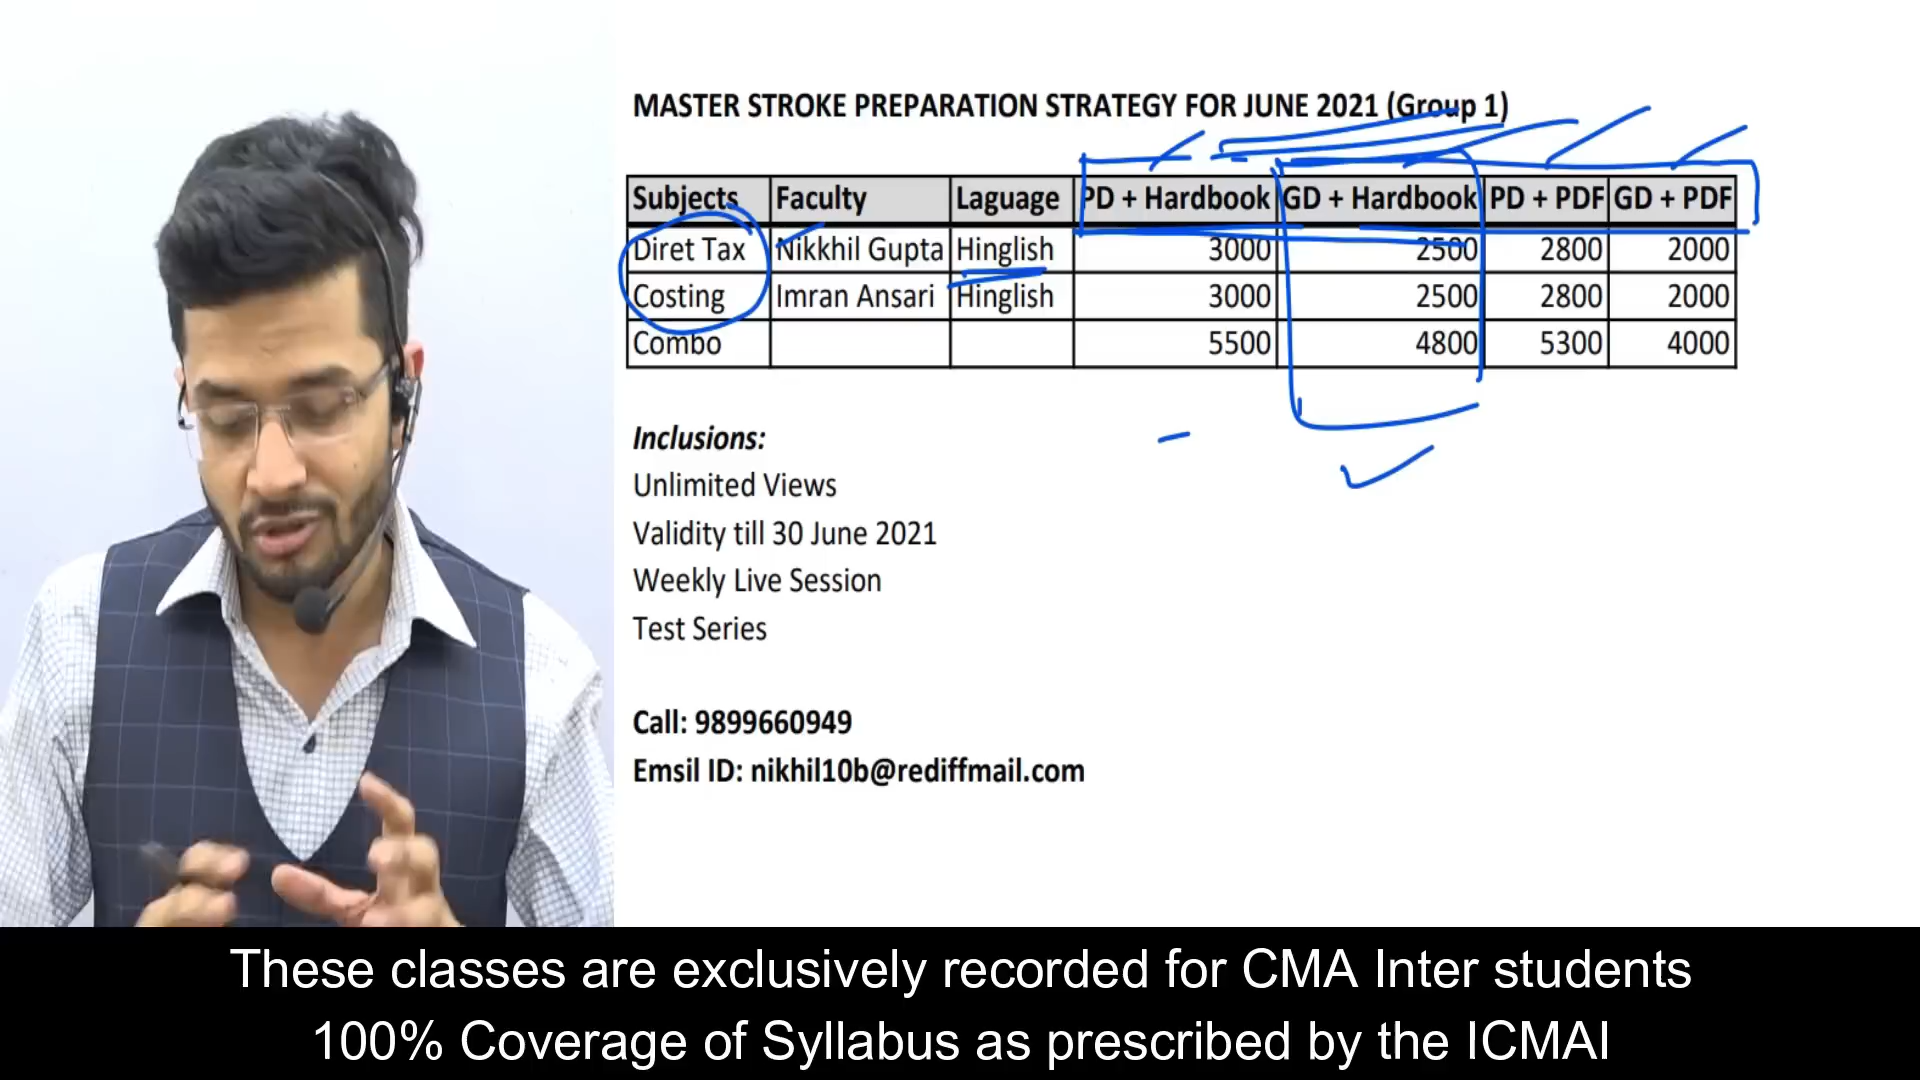 MASTER STROKE PREPARATION STRATEGY FOR JUNE 2021 (Group 1)
Subjects Faculty Laguage PD + Hardbook GD + Hardbook PD + PDF GD + PDF
Diret Tax Nikkhil Gupta Hinglish 3000 2500 2800 2000
Costing Imran Ansari Hinglish 3000 2500 2800 2000
Combo 5500 4800 5300 4000
Inclusions:
Unlimited Views
Validity till 30 June 2021
Weekly Live Session
Test Series
Call: 9899660949
Emsil ID: nikhil10b@rediffmail.com
These classes are exclusively recorded for CMA Inter students
100% Coverage of Syllabus as prescribed by the ICMAI